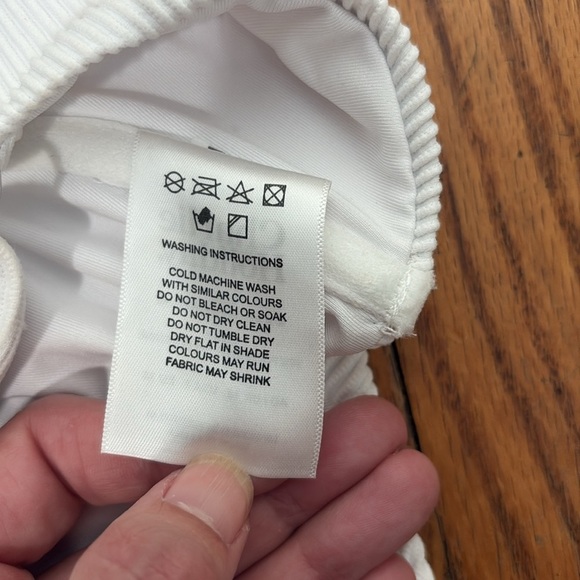 WASHING INSTRUCTIONS
COLD MACHINE WASH
WITH SIMILAR COLOURS
DO NOT BLEACH OR SOAK
DO NOT DRY CLEAN
DO NOT TUMBLE DRY
DRY FLAT IN SHADE
COLOURS MAY RUN
FABRIC MAY SHRINK